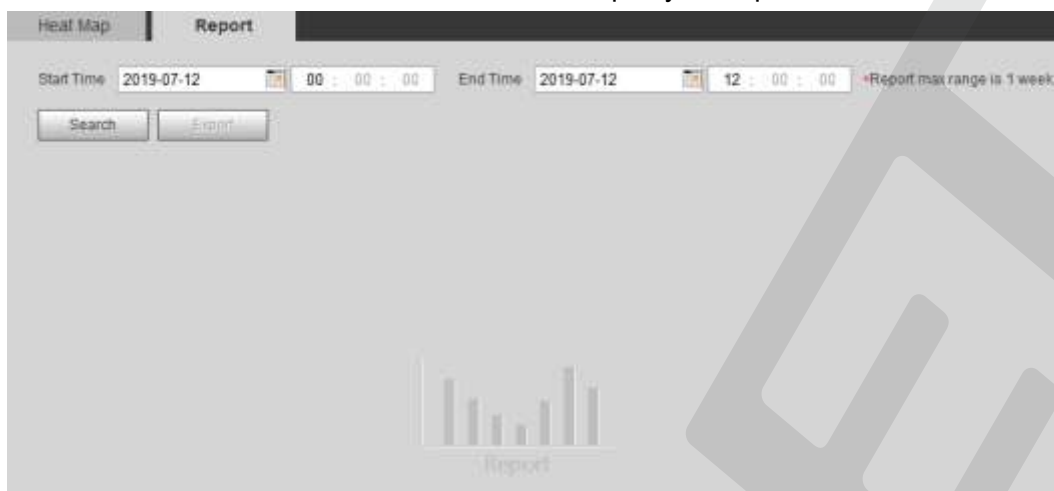 Heat Map Report
Start Time 2019-07-12 00 : 00 : 00 End Time 2019-07-12 12 : 00 : 00 *Report max range is 1 week
Search Export
Report